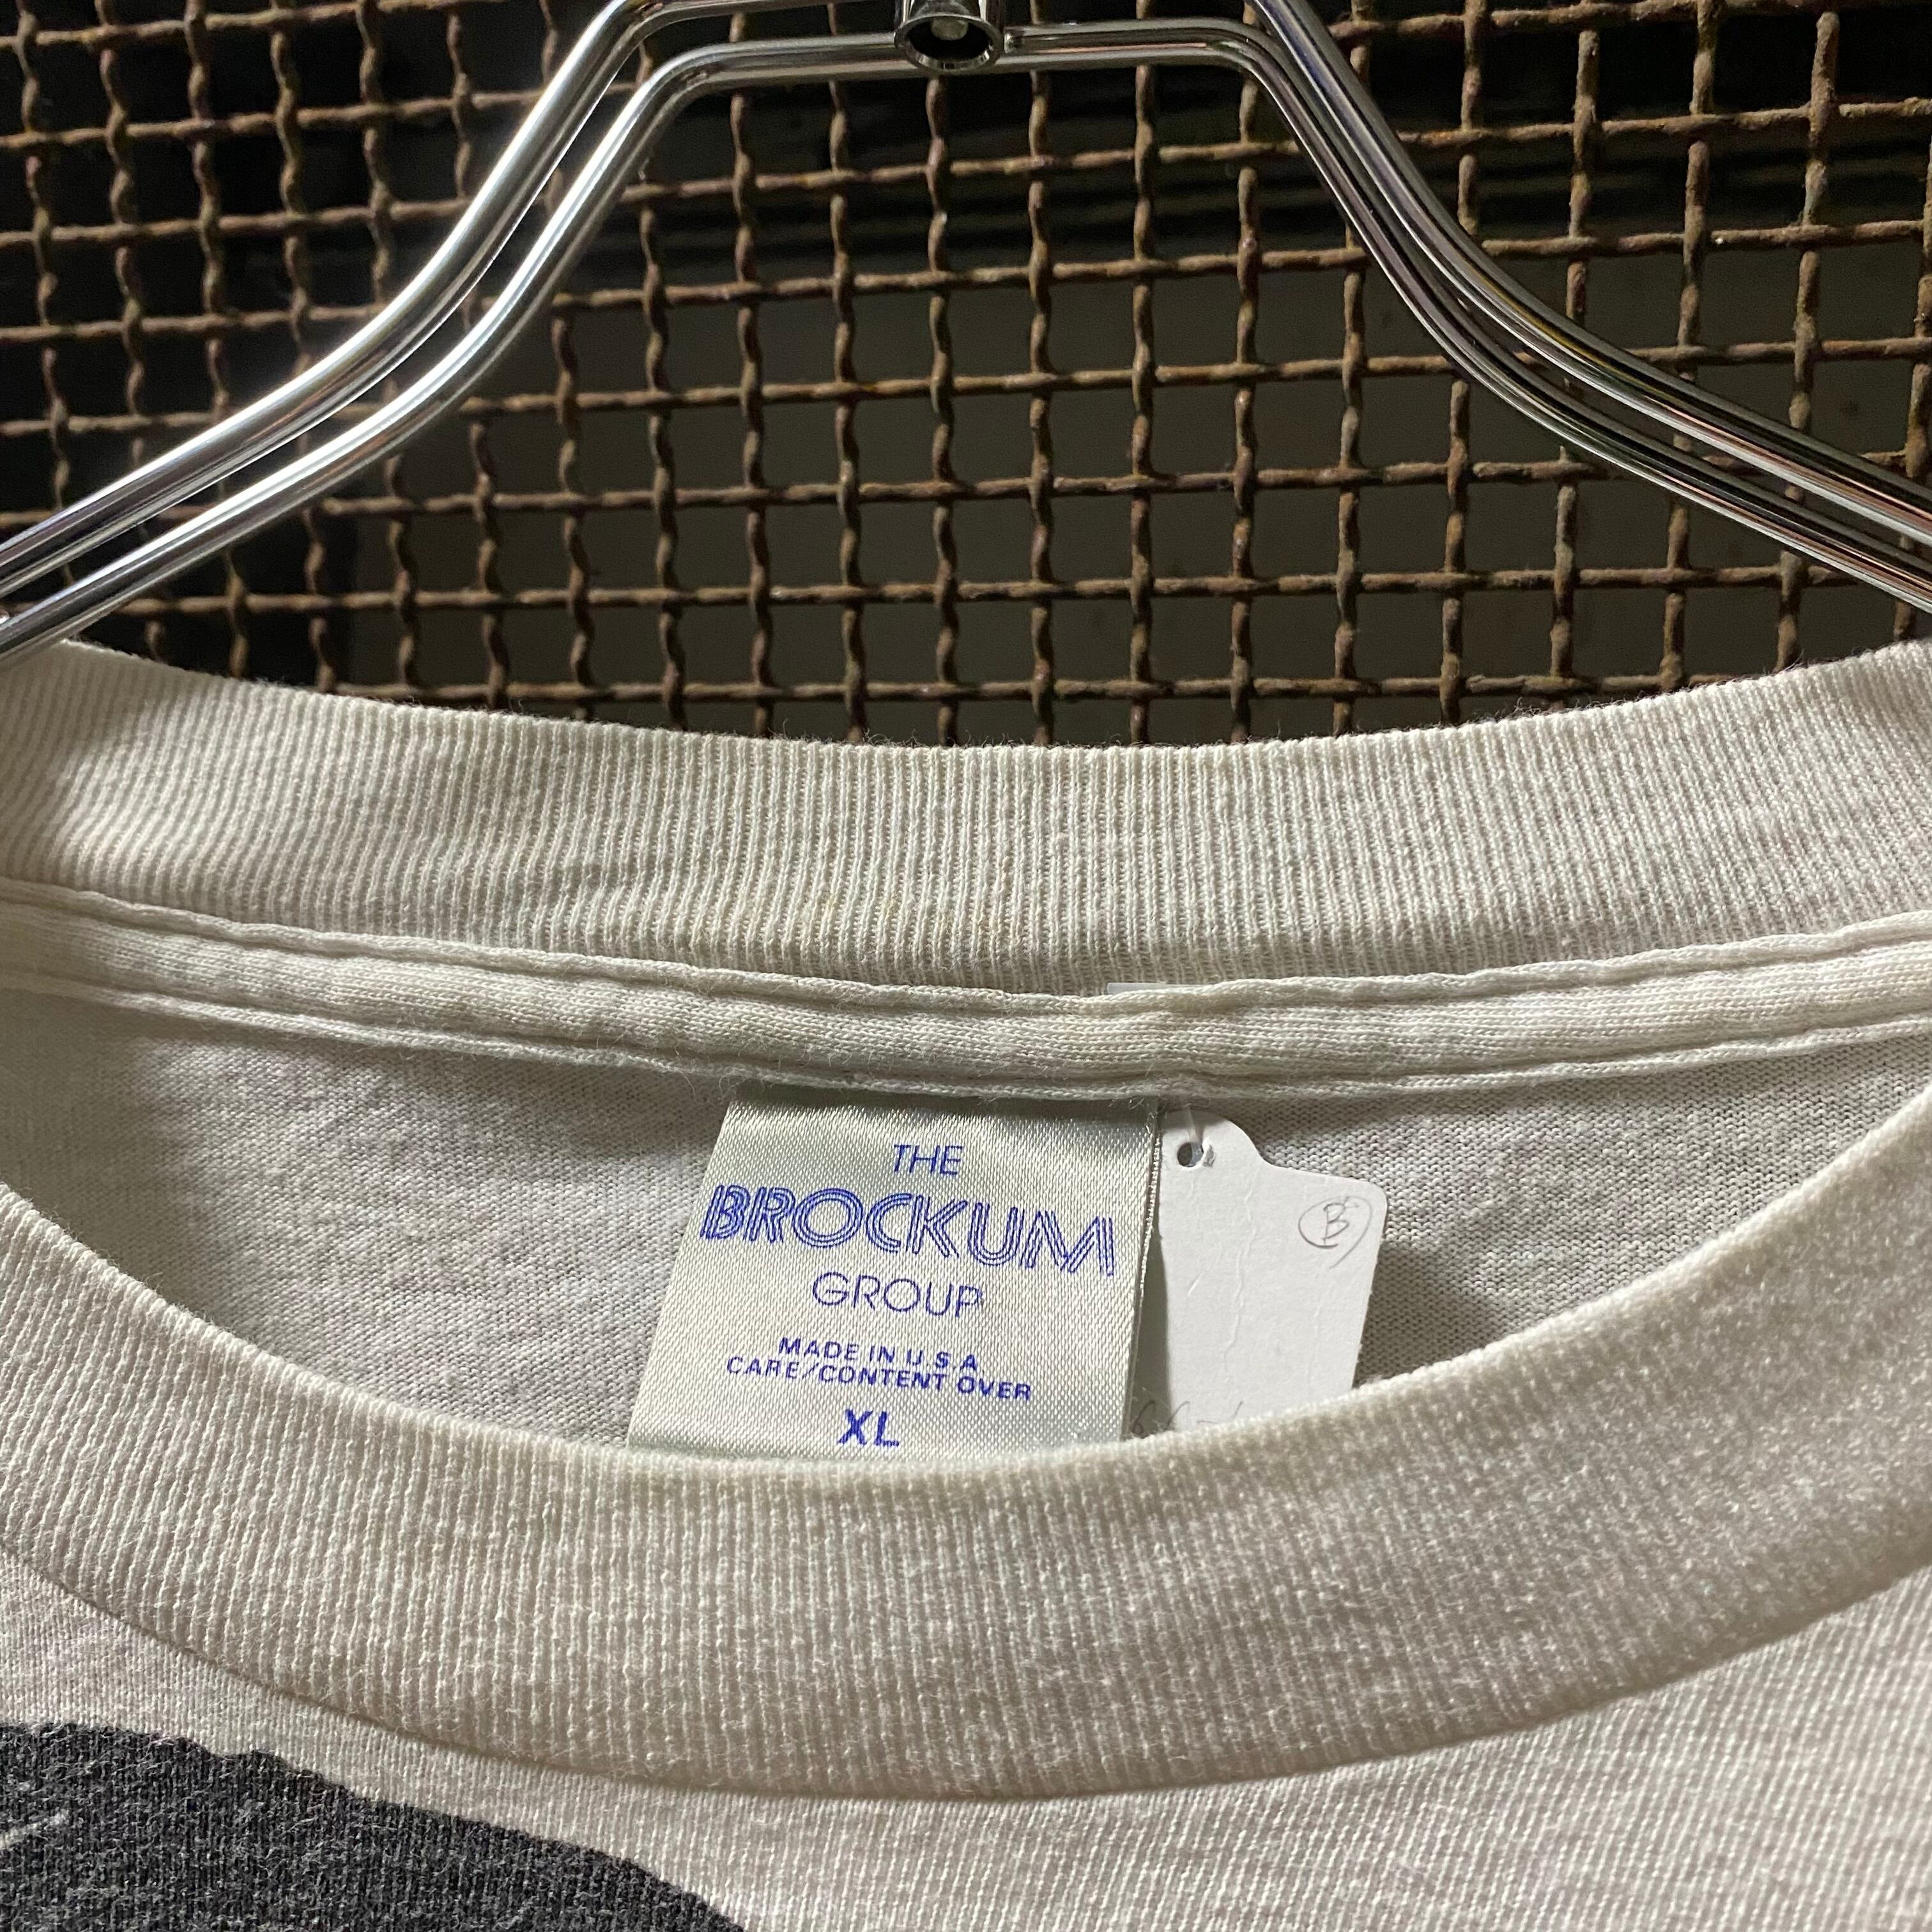 THE
BROCKUM
GROUP
MADE IN U.S.A
CARE/CONTENT OVER
XL
B